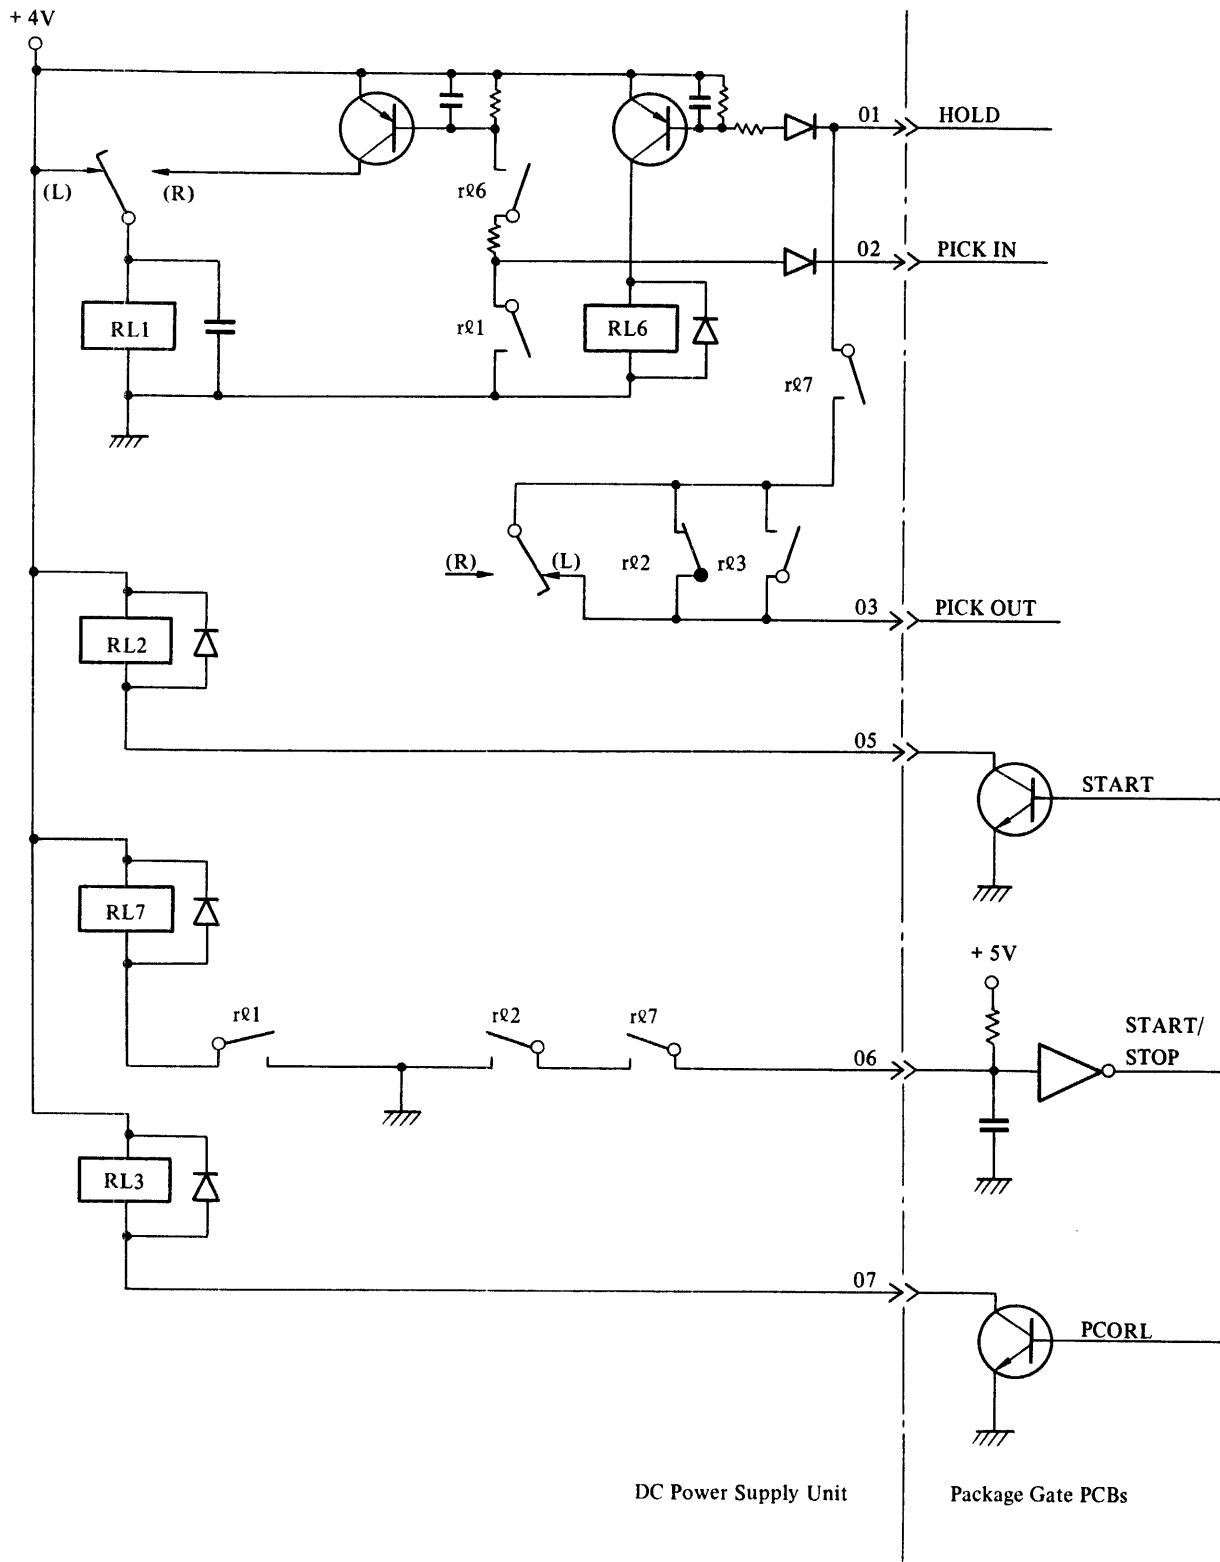 + 4V
01 HOLD
(L) (R)
rℓ6
02 PICK IN
RL1
rℓ1
RL6
rℓ7
(R) (L)
rℓ2
rℓ3
03 PICK OUT
RL2
05
START
RL7
+ 5V
rℓ1
rℓ2
rℓ7
06
START/
STOP
RL3
07
PCORL
DC Power Supply Unit
Package Gate PCBs